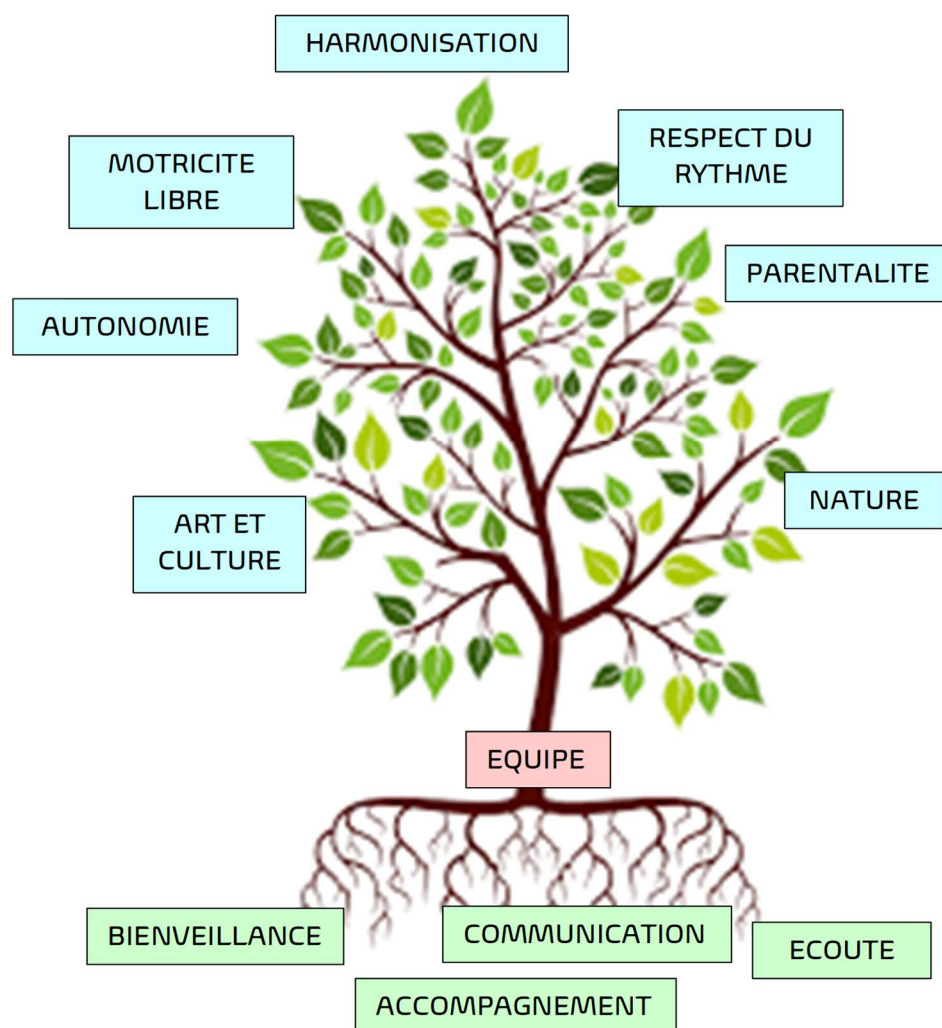 HARMONISATION
MOTRICITE
LIBRE
RESPECT DU
RYTHME
PARENTALITE
AUTONOMIE
NATURE
ART ET
CULTURE
EQUIPE
BIENVEILLANCE
COMMUNICATION
ECOUTE
ACCOMPAGNEMENT